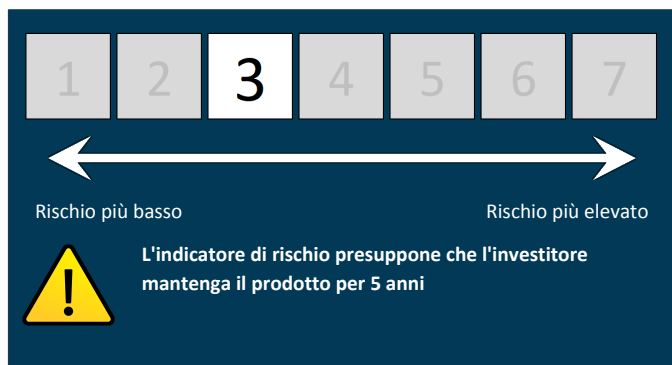 1 2 3 4 5 6 7
Rischio più basso Rischio più elevato
L'indicatore di rischio presuppone che l'investitore
mantenga il prodotto per 5 anni